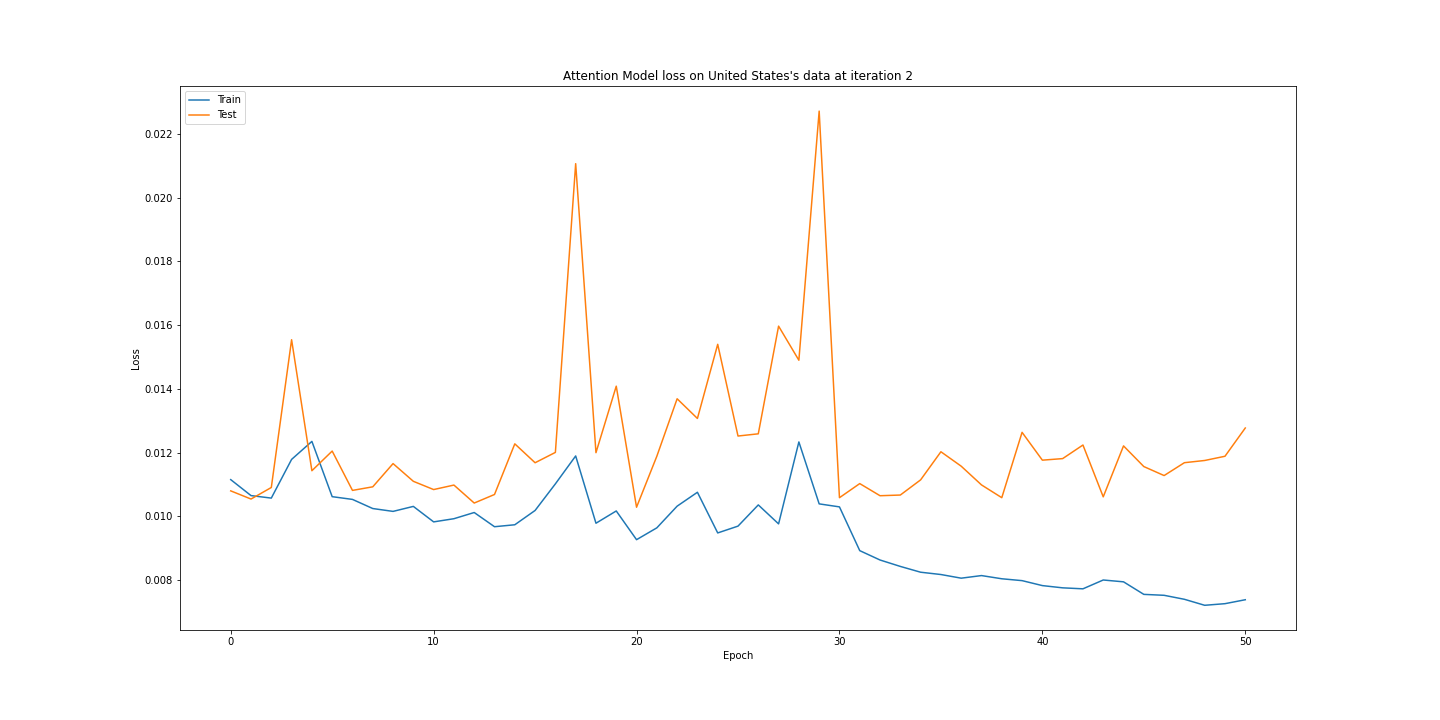 Attention Model loss on United States's data at iteration 2
Train
Test
0.022
0.020
0.018
0.016
0.014
0.012
0.010
0.008
Loss
0 10 20 30 40 50
Epoch